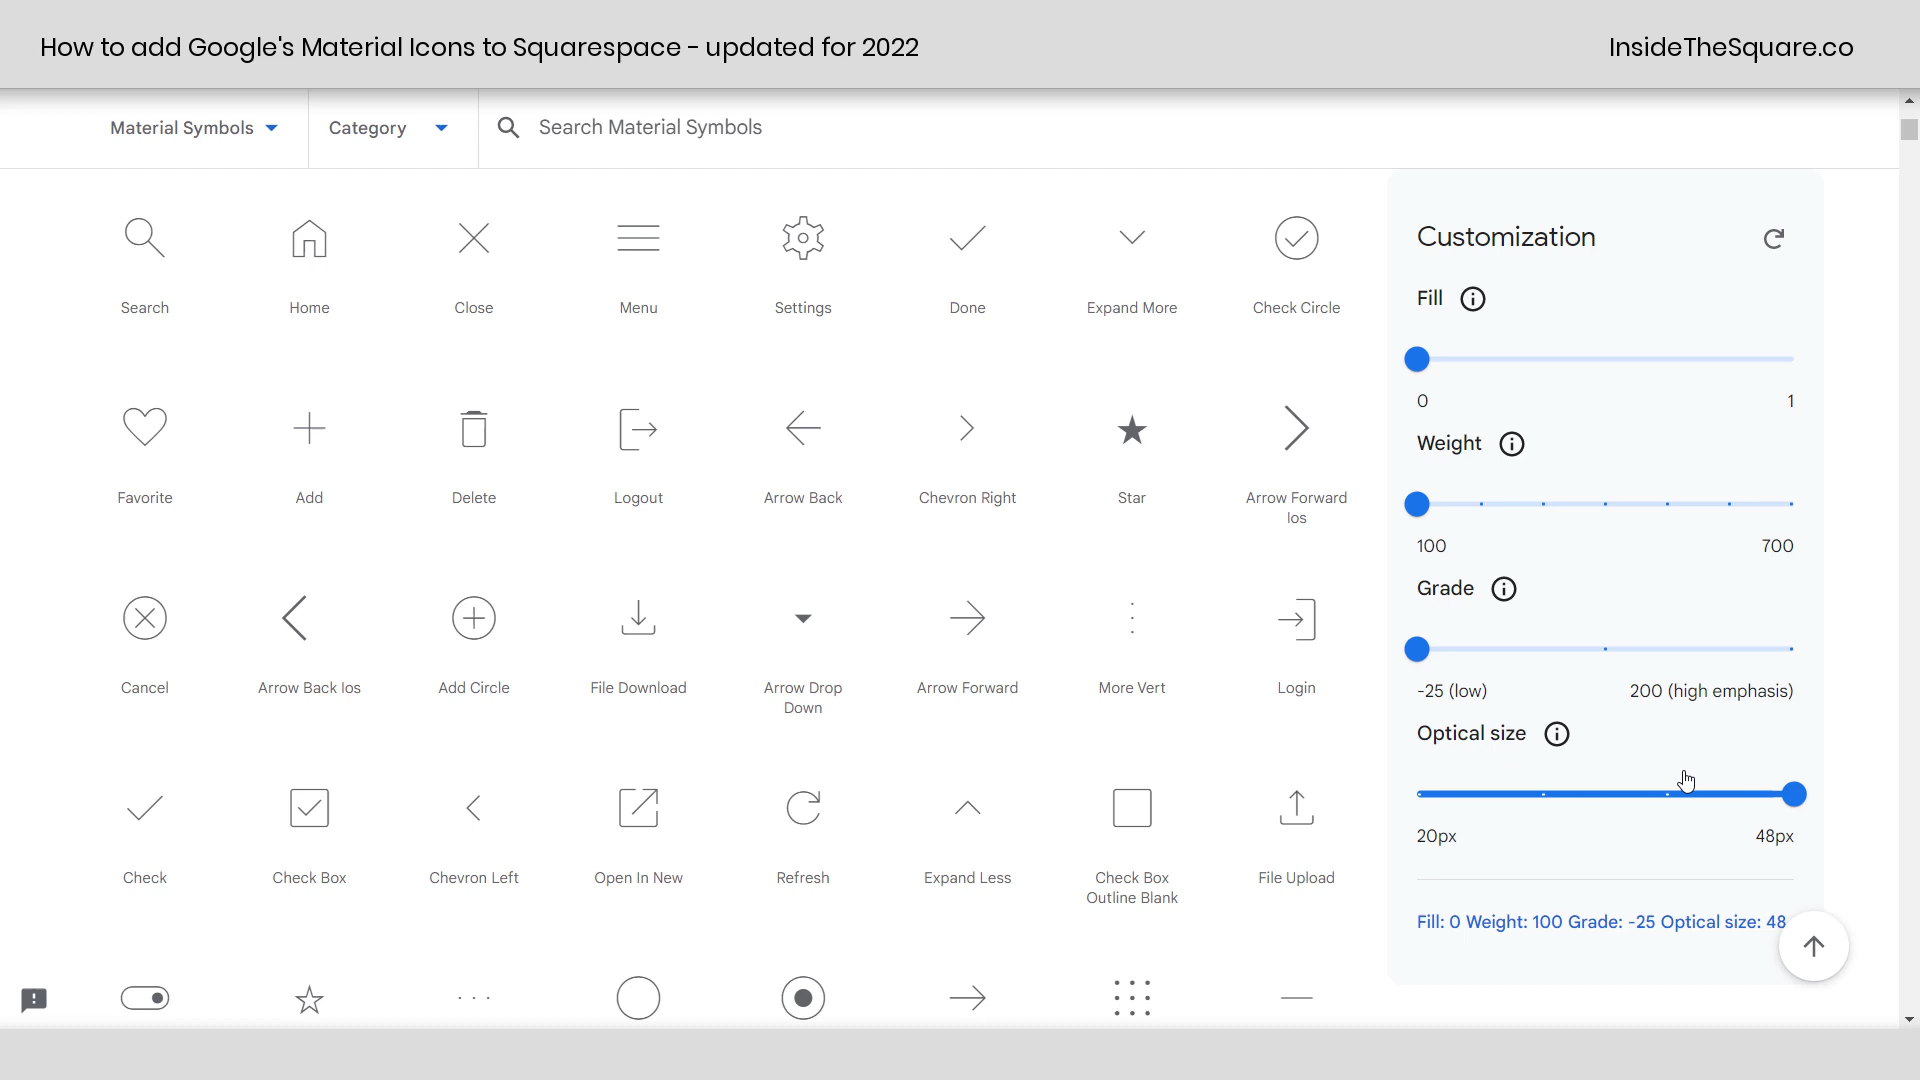 How to add Google's Material Icons to Squarespace - updated for 2022
InsideTheSquare.co
Material Symbols
Category
Search Material Symbols
Search
Home
Close
Menu
Settings
Done
Expand More
Check Circle
Favorite
Add
Delete
Logout
Arrow Back
Chevron Right
Star
Arrow Forward
Ios
Cancel
Arrow Back Ios
Add Circle
File Download
Arrow Drop
Down
Arrow Forward
More Vert
Login
Check
Check Box
Chevron Left
Open In New
Refresh
Expand Less
Check Box
Outline Blank
File Upload
Customization
Fill
0
1
Weight
100
700
Grade
-25 (low)
200 (high emphasis)
Optical size
20px
48px
Fill: 0 Weight: 100 Grade: -25 Optical size: 48